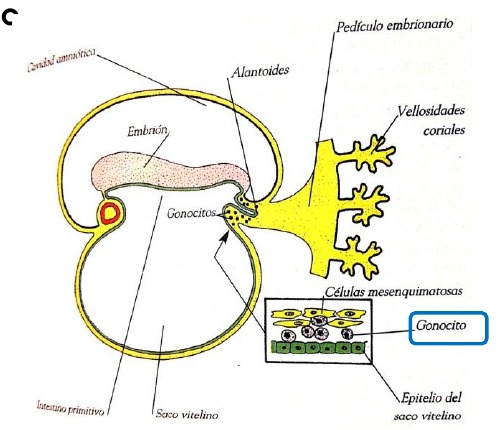 C
Pedículo embrionario
Cavidad amniótica
Alantoides
Vellosidades
coriales
Embrión
Gonocitos
Células mesenquimatosas
Gonocito
Epitelio del
saco vitelino
Intestino primitivo
Saco vitelino